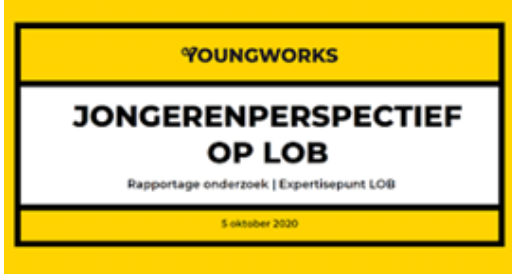 YOUNGWORKS
JONGERENPERSPECTIEF
OP LOB
Rapportage onderzoek | Expertisepunt LOB
5 oktober 2020